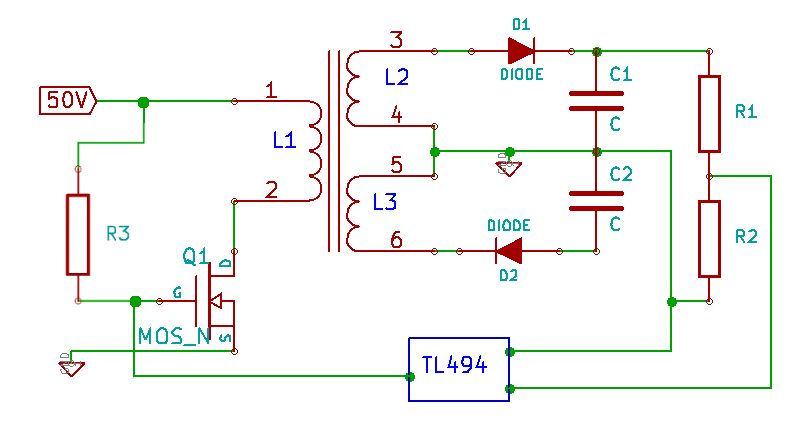 D1
3
DIODE
L2
C1
50V
1
4
C
R1
L1
GND
5
C2
2
L3
R3
DIODE
C
R2
6
Q1
D
D2
G
MOS_N
S
GND
TL494